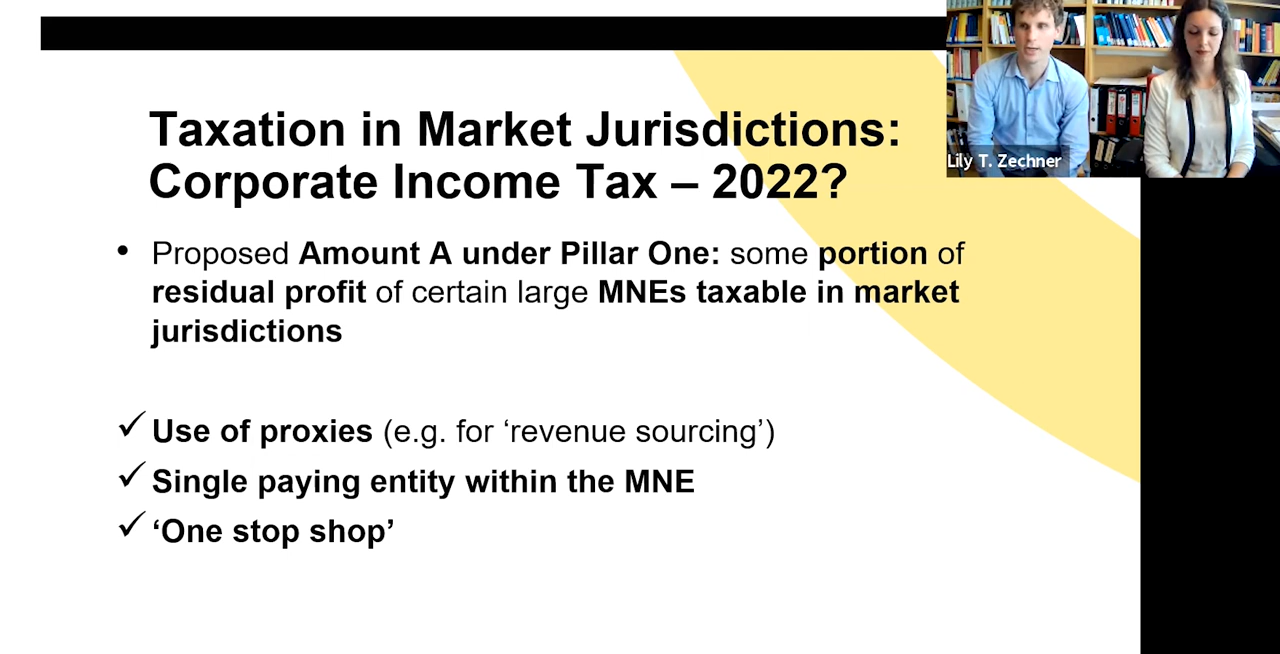 Taxation in Market Jurisdictions:
Corporate Income Tax – 2022?
Lily T. Zechner
• Proposed Amount A under Pillar One: some portion of
residual profit of certain large MNEs taxable in market
jurisdictions
✓ Use of proxies (e.g. for ‘revenue sourcing’)
✓ Single paying entity within the MNE
✓ ‘One stop shop’